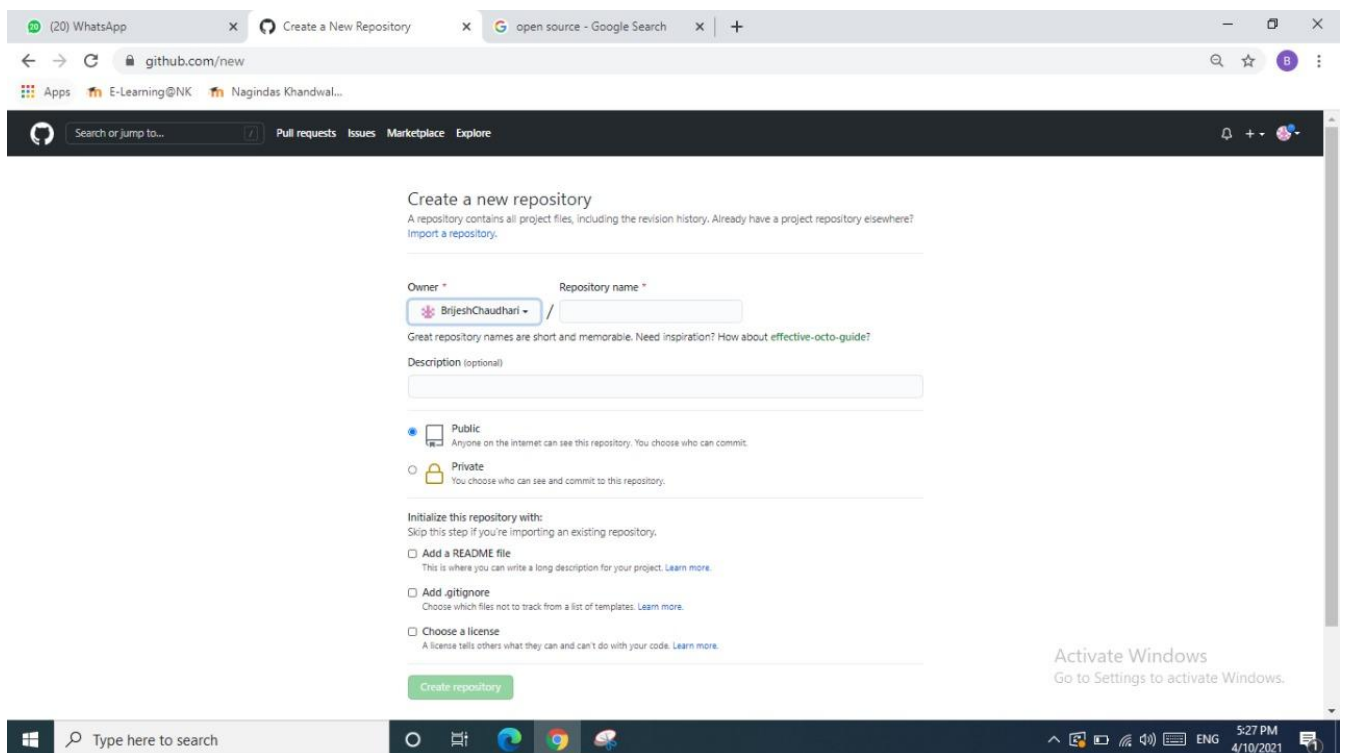 20 (20) WhatsApp
Create a New Repository
open source - Google Search
github.com/new
B
Apps E-Learning@NK Nagindas Khandwal...
Search or jump to... / Pull requests Issues Marketplace Explore
Create a new repository
A repository contains all project files, including the revision history. Already have a project repository elsewhere?
Import a repository.
Owner * Repository name *
BrijeshChaudhari /
Great repository names are short and memorable. Need inspiration? How about effective-octo-guide?
Description (optional)
Public
Anyone on the internet can see this repository. You choose who can commit.
Private
You choose who can see and commit to this repository.
Initialize this repository with:
Skip this step if you're importing an existing repository.
Add a README file
This is where you can write a long description for your project. Learn more.
Add .gitignore
Choose which files not to track from a list of templates. Learn more.
Choose a license
A license tells others what they can and can't do with your code. Learn more.
Create repository
Activate Windows
Go to Settings to activate Windows.
Type here to search
ENG
5:27 PM
4/10/2021
1